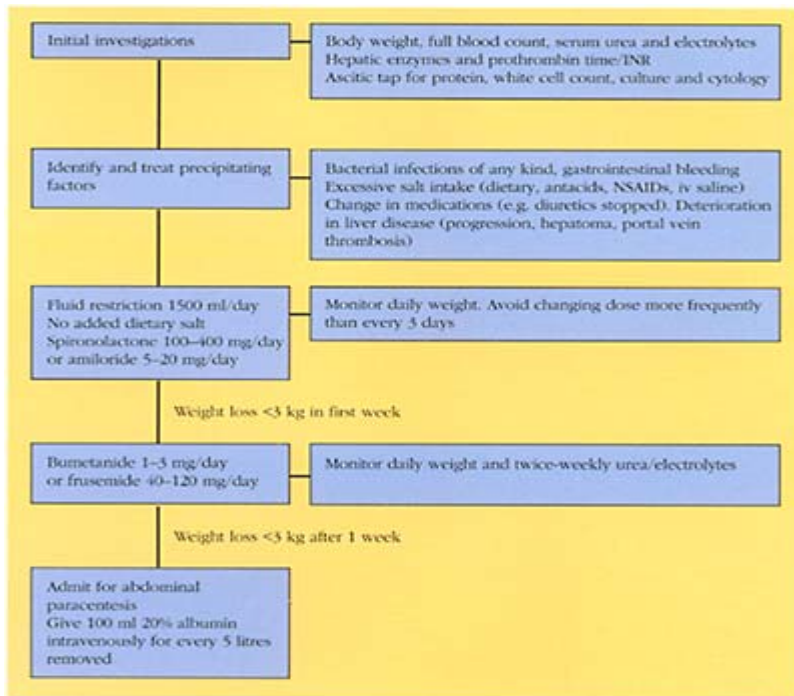 Initial investigations
Body weight, full blood count, serum urea and electrolytes
Hepatic enzymes and prothrombin time/INR
Ascitic tap for protein, white cell count, culture and cytology
Identify and treat precipitating
factors
Bacterial infections of any kind, gastrointestinal bleeding
Excessive salt intake (dietary, antacids, NSAIDs, iv saline)
Change in medications (e.g. diuretics stopped). Deterioration
in liver disease (progression, hepatoma, portal vein
thrombosis)
Fluid restriction 1500 ml/day
No added dietary salt
Spironolactone 100–400 mg/day
or amiloride 5–20 mg/day
Monitor daily weight. Avoid changing dose more frequently
than every 3 days
Weight loss <3 kg in first week
Bumetanide 1–3 mg/day
or frusemide 40–120 mg/day
Monitor daily weight and twice-weekly urea/electrolytes
Weight loss <3 kg after 1 week
Admit for abdominal
paracentesis
Give 100 ml 20% albumin
intravenously for every 5 litres
removed